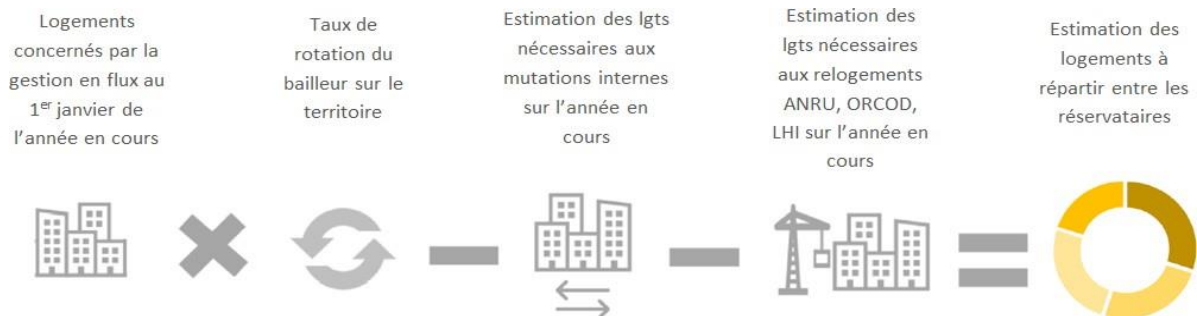 Logements
concernés par la
gestion en flux au
1er janvier de
l'année en cours
Taux de
rotation du
bailleur sur le
territoire
Estimation des lgts
nécessaires aux
mutations internes
sur l'année en
cours
Estimation des
lgts nécessaires
aux relogements
ANRU, ORCOD,
LHI sur l'année en
cours
Estimation des
logements à
répartir entre les
réservataires